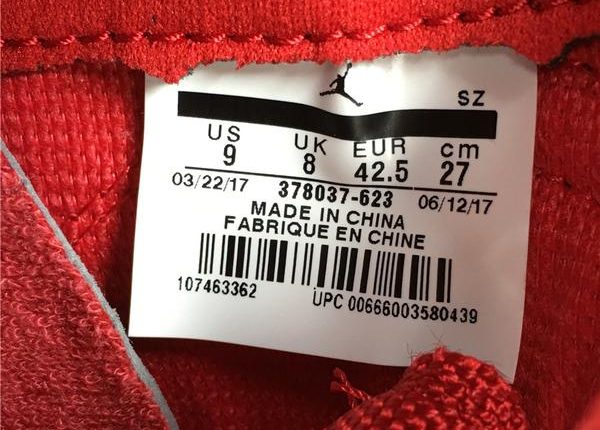 SZ
US UK EUR cm
9 8 42.5 27
03/22/17 378037-623 06/12/17
MADE IN CHINA
FABRIQUE EN CHINE
107463362 UPC 00666003580439